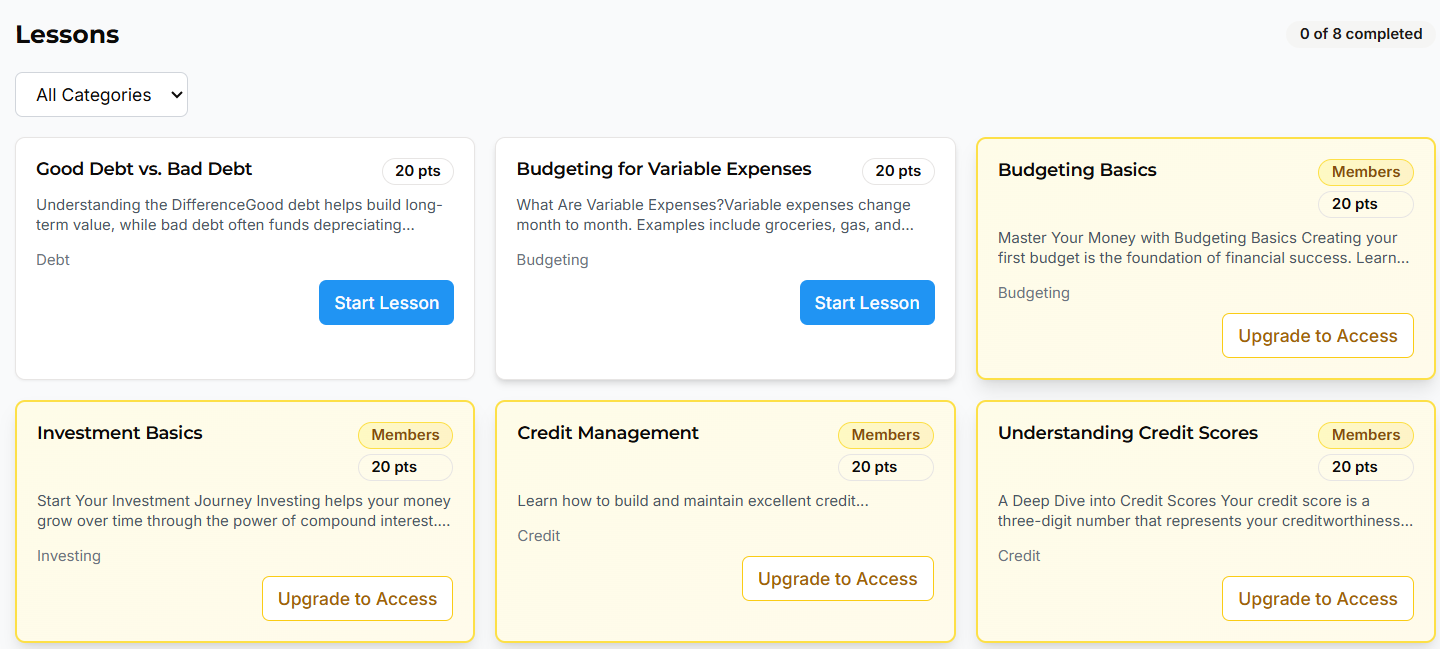 Lessons
0 of 8 completed
All Categories
Good Debt vs. Bad Debt
20 pts
Understanding the DifferenceGood debt helps build long-
term value, while bad debt often funds depreciating...
Debt
Start Lesson
Budgeting for Variable Expenses
20 pts
What Are Variable Expenses?Variable expenses change
month to month. Examples include groceries, gas, and...
Budgeting
Start Lesson
Budgeting Basics
Members
20 pts
Master Your Money with Budgeting Basics Creating your
first budget is the foundation of financial success. Learn...
Budgeting
Upgrade to Access
Investment Basics
Members
20 pts
Start Your Investment Journey Investing helps your money
grow over time through the power of compound interest....
Investing
Upgrade to Access
Credit Management
Members
20 pts
Learn how to build and maintain excellent credit...
Credit
Upgrade to Access
Understanding Credit Scores
Members
20 pts
A Deep Dive into Credit Scores Your credit score is a
three-digit number that represents your creditworthiness...
Credit
Upgrade to Access